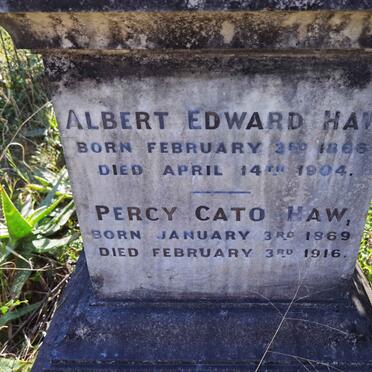 ALBERT EDWARD HAW
BORN FEBRUARY 3RD 1866
DIED APRIL 14TH 1904.
PERCY CATO HAW,
BORN JANUARY 3RD 1869
DIED FEBRUARY 3RD 1916.